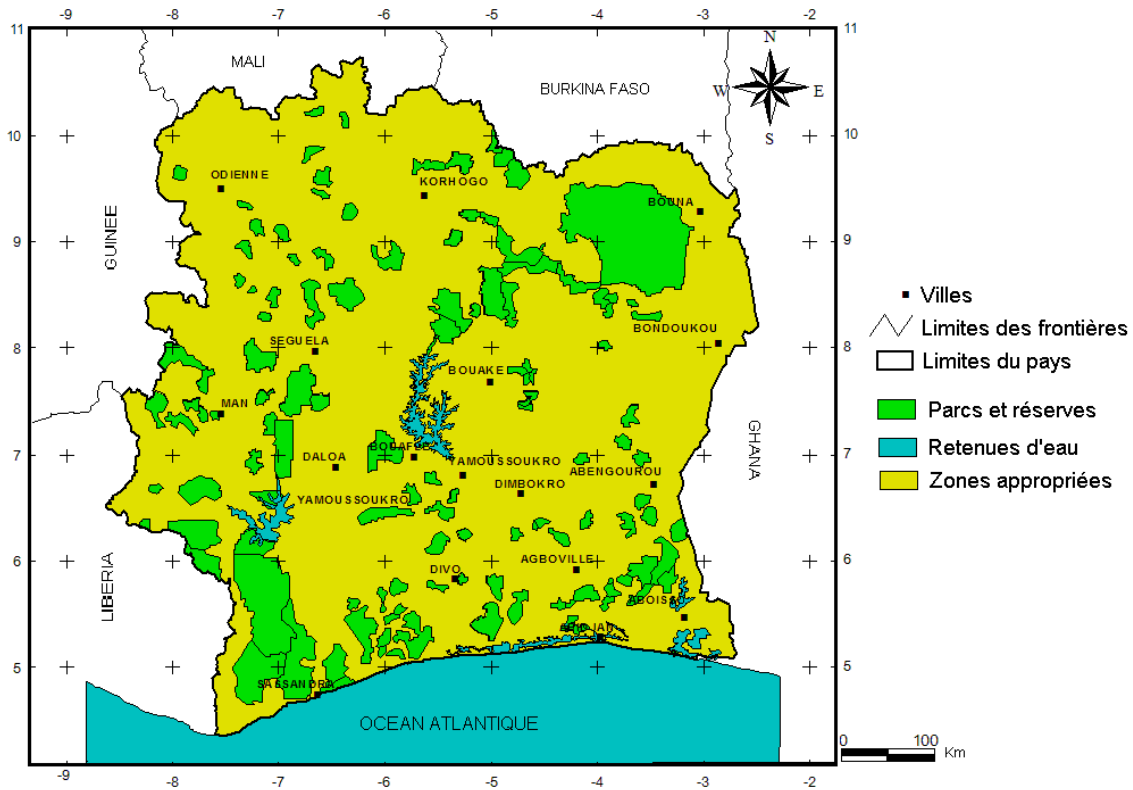 -9 -8 -7 -6 -5 -4 -3 -2
11 11
MALI
BURKINA FASO
N
W E
S
10 10
ODIENNE
KORHOGO
BOUNA
GUINEE
9 9
BONDOUKOU
SEGUELA
8 8
BOUAKE
MAN
GHANA
DALOA
BOUAFLE
7 7
YAMOUSSOUKRO
ABENGOUROU
DIMBOKRO
YAMOUSSOUKRO
6 6
LIBERIA
DIVO
AGBOVILLE
ABOISSO
ABIDJAN
5 5
SASSANDRA
OCEAN ATLANTIQUE
-9 -8 -7 -6 -5 -4 -3 -2
Villes
Limites des frontières
Limites du pays
Parcs et réserves
Retenues d'eau
Zones appropriées
0 100
Km